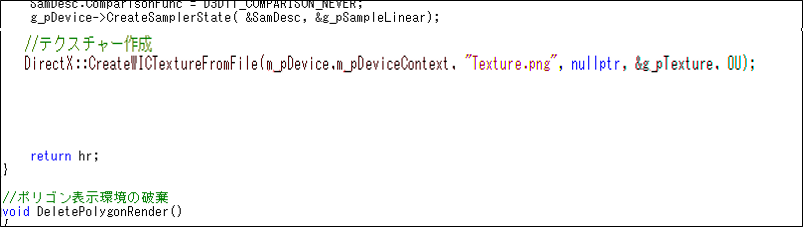 SamDesc.ComparisonFunc = D3D11_COMPARISON_NEVER;
g_pDevice->CreateSamplerState( &SamDesc, &g_pSampleLinear);
//テクスチャー作成
DirectX::CreateWICTextureFromFile(m_pDevice,m_pDeviceContext, "Texture.png", nullptr, &g_pTexture, 0U);
return hr;
}
//ポリゴン表示環境の破棄
void DeletePolygonRender()
{